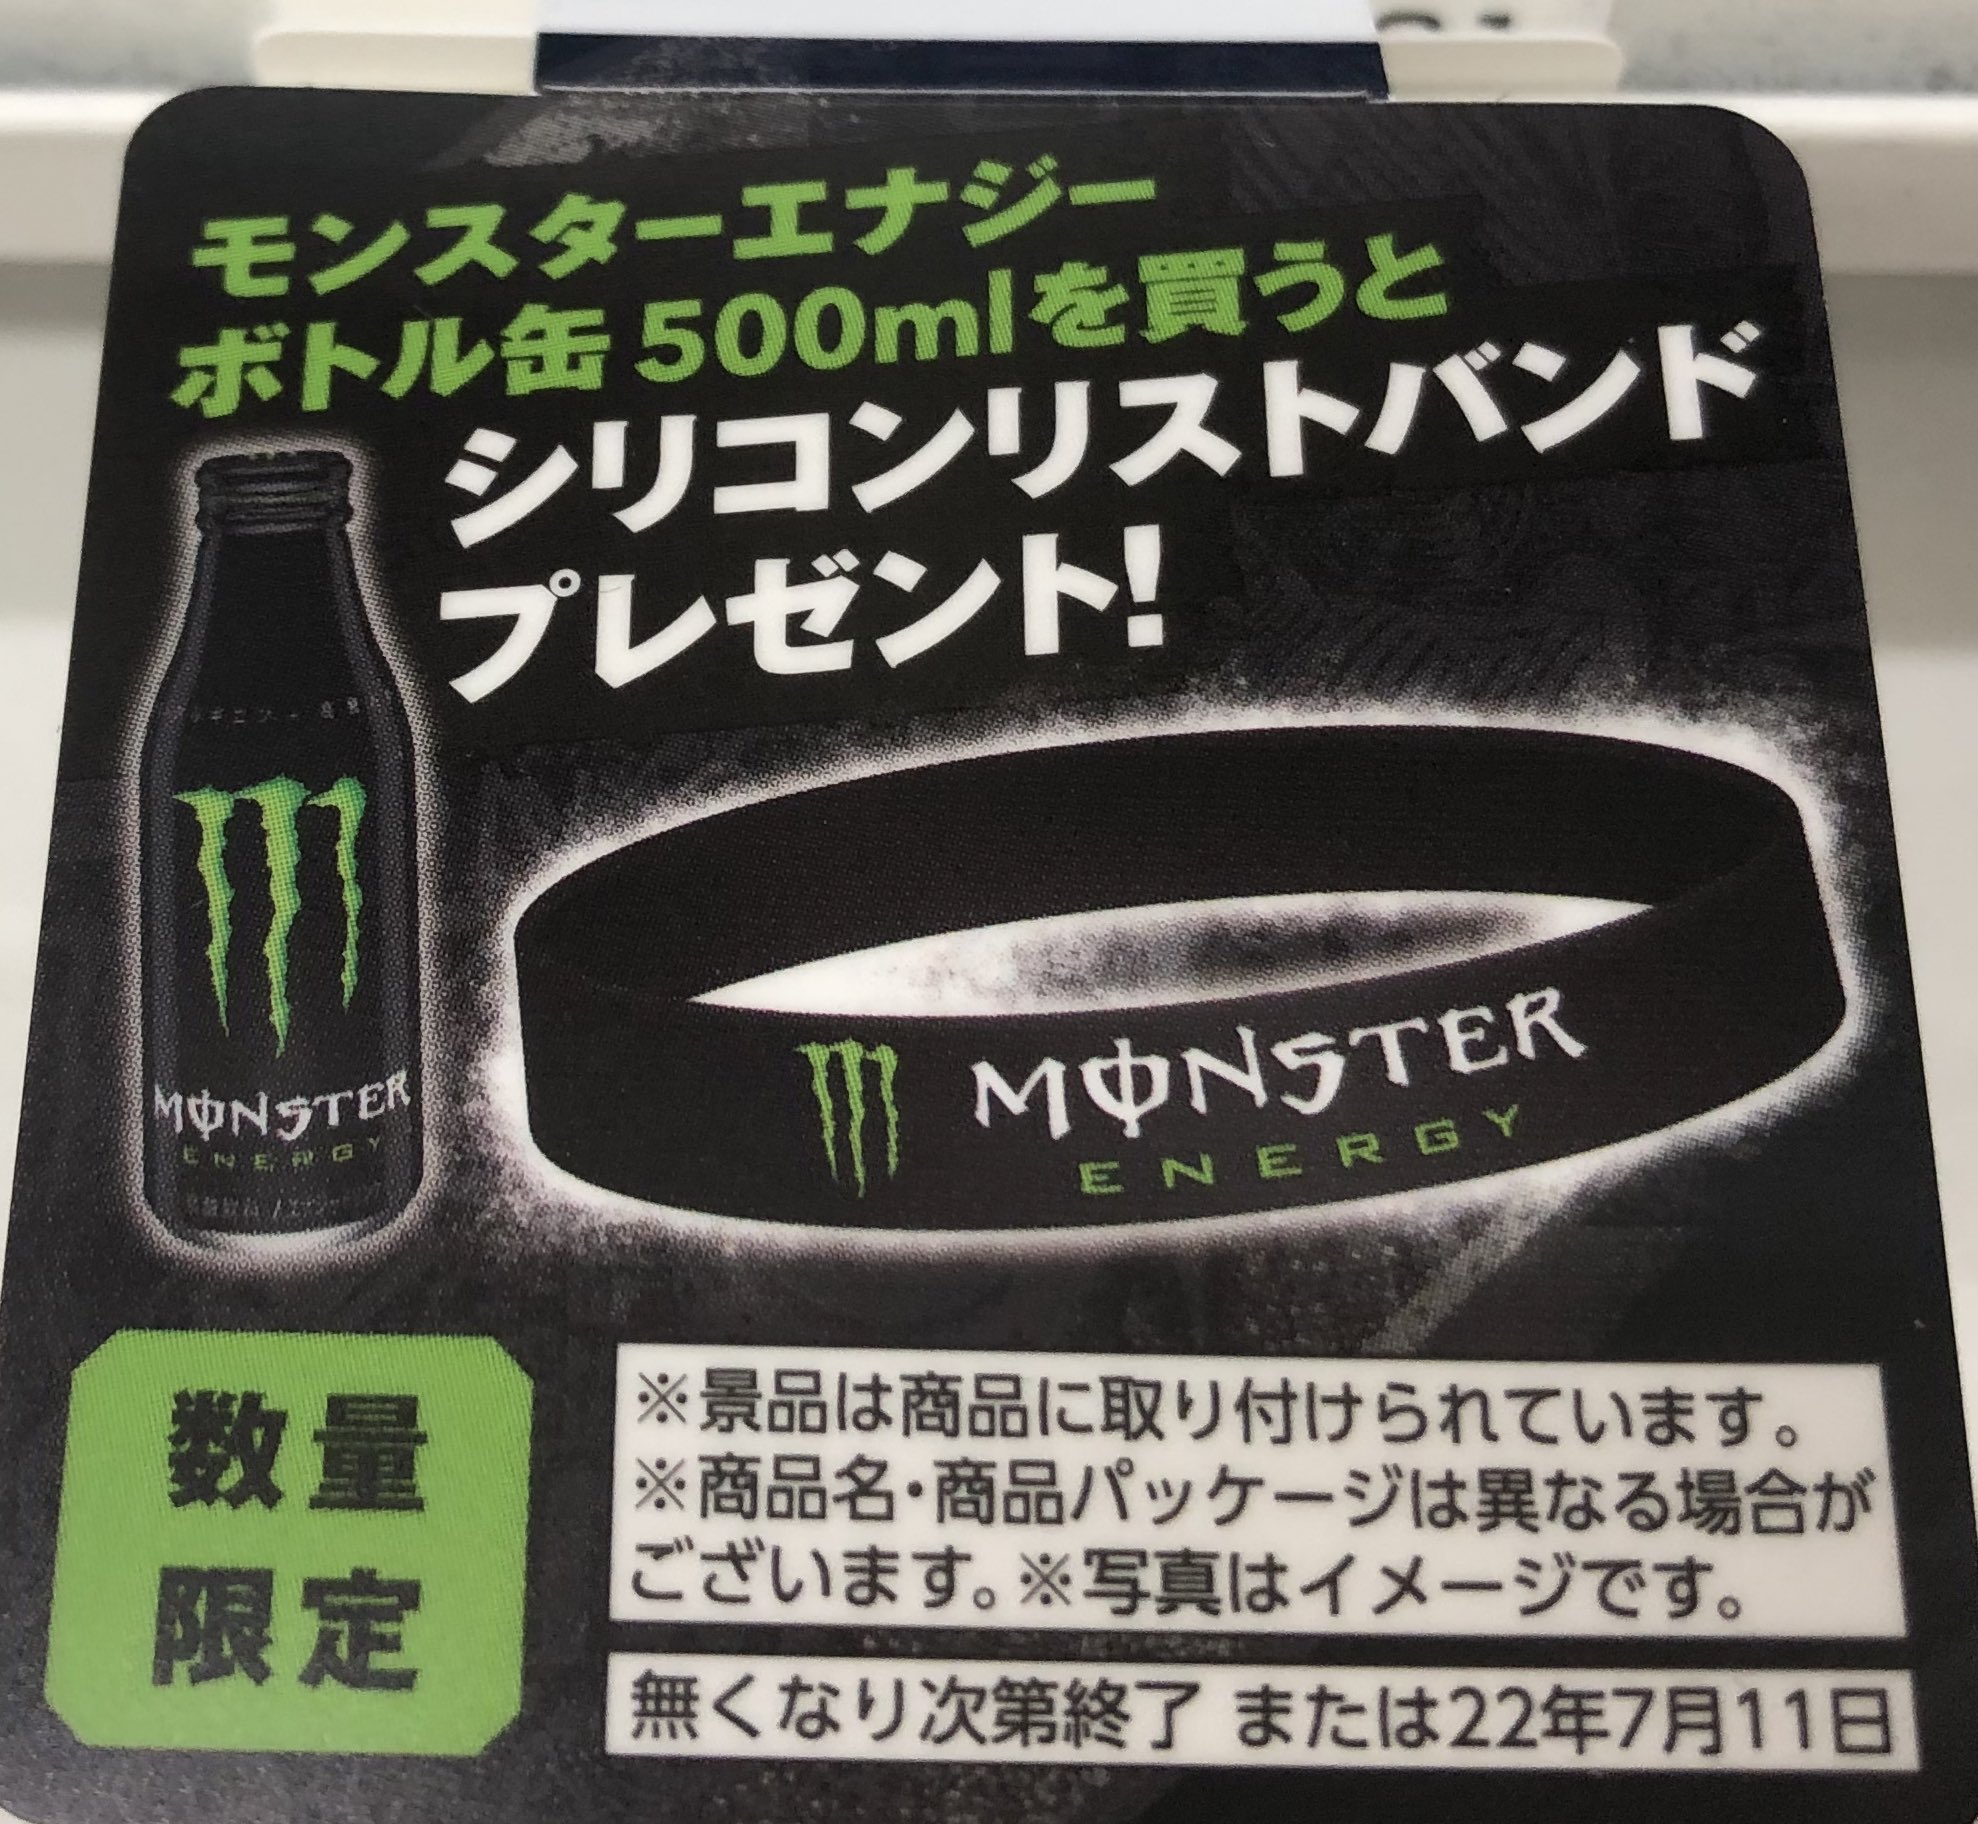 モンスターエナジー
ボトル缶500mlを買うと
シリコンリストバンド
プレゼント!
MONSTER
ENERGY
MONSTER
ENERGY
数量
限定
※景品は商品に取り付けられています。
※商品名・商品パッケージは異なる場合が
ございます。※写真はイメージです。
無くなり次第終了 または22年7月11日